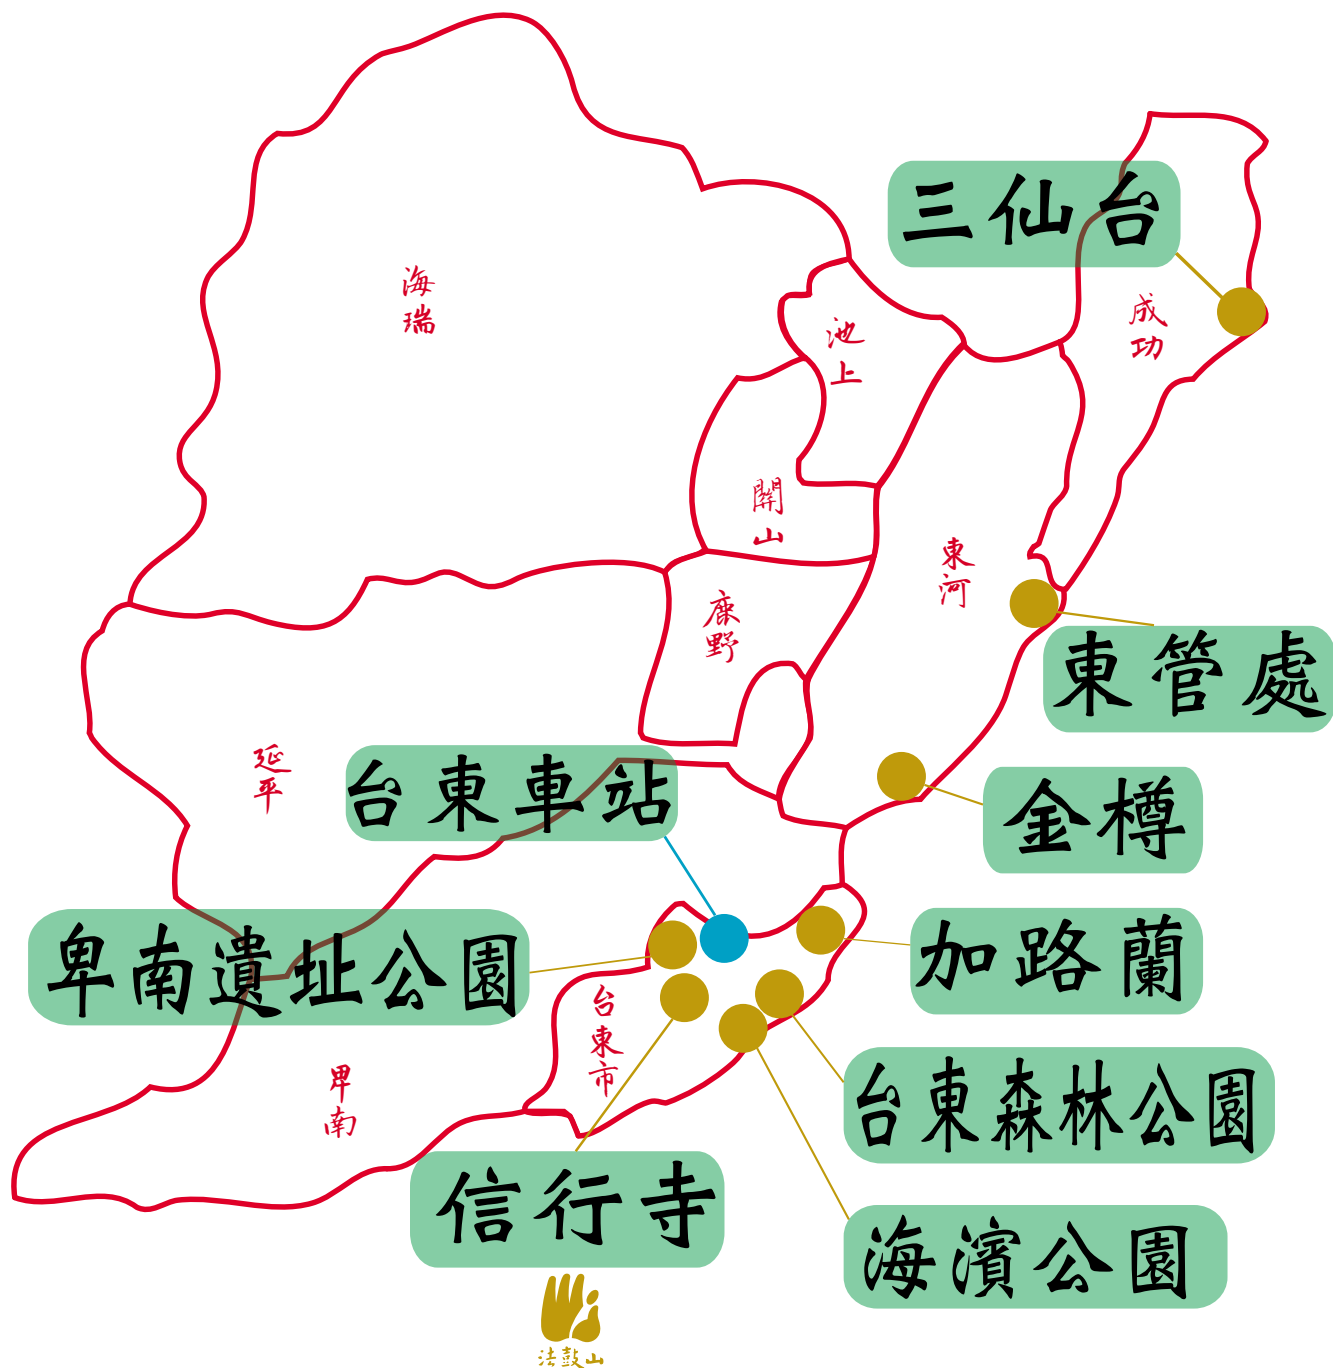 三仙台
海瑞
池上
成功
關山
東河
鹿野
東管處
延平
台東車站
金樽
卑南遺址公園
加路蘭
台東市
卑南
台東森林公園
信行寺
海濱公園
法鼓山